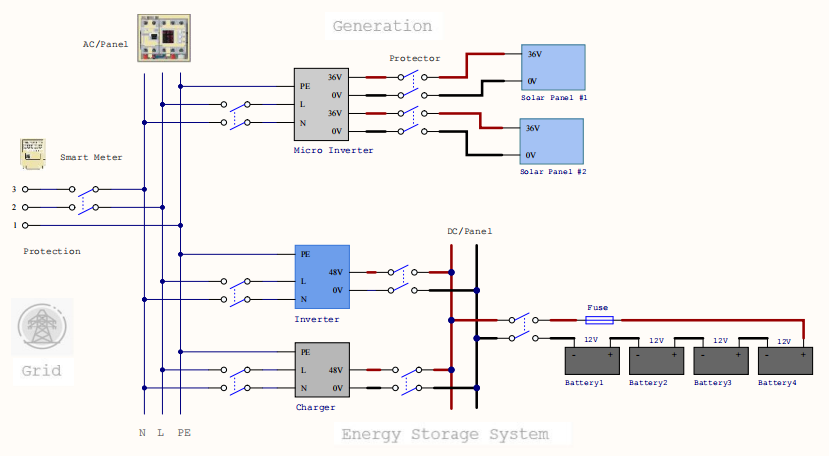 Generation
AC/Panel
Protector
36V
36V
PE
0V
0V
L
36V
Solar Panel #1
N
0V
36V
Micro Inverter
0V
Smart Meter
Solar Panel #2
3
2
1
DC/Panel
Protection
PE
48V
L
0V
N
Fuse
Inverter
12V
12V
12V
12V
PE
- +
- +
- +
- +
L
48V
Battery1
Battery2
Battery3
Battery4
Grid
N
0V
Charger
N L PE
Energy Storage System